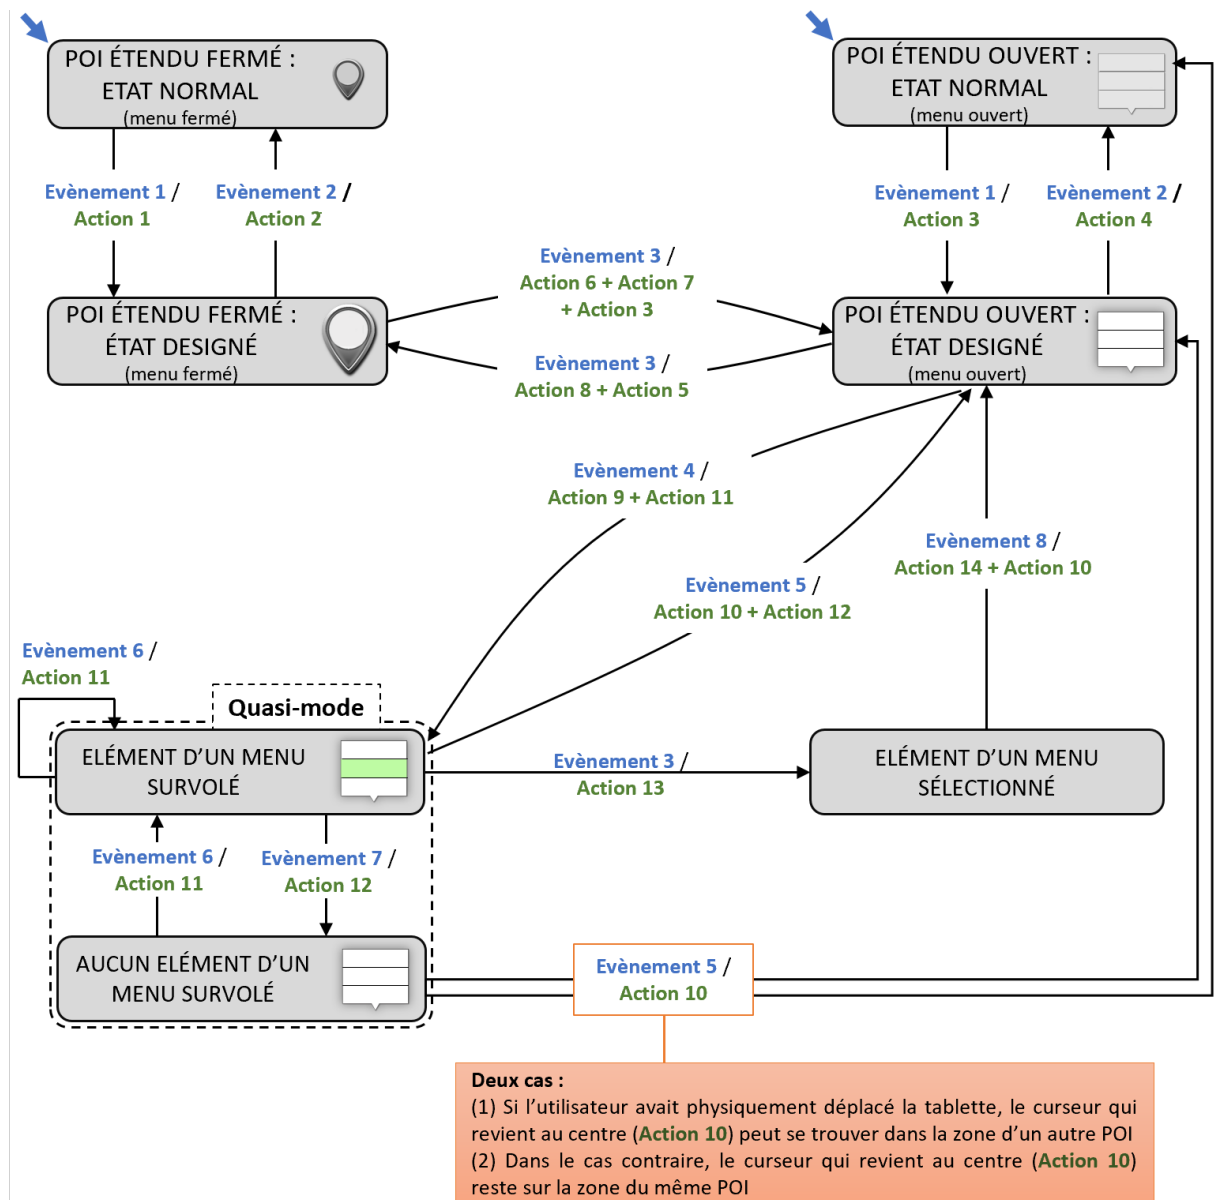 POI ÉTENDU FERMÉ :
ETAT NORMAL
(menu fermé)
POI ÉTENDU OUVERT :
ETAT NORMAL
(menu ouvert)
Evènement 1 /
Action 1
Evènement 2 /
Action 2
Evènement 1 /
Action 3
Evènement 2 /
Action 4
Evènement 3 /
Action 6 + Action 7
+ Action 3
POI ÉTENDU FERMÉ :
ÉTAT DESIGNÉ
(menu fermé)
POI ÉTENDU OUVERT :
ÉTAT DESIGNÉ
(menu ouvert)
Evènement 3 /
Action 8 + Action 5
Evènement 4 /
Action 9 + Action 11
Evènement 8 /
Action 14 + Action 10
Evènement 5 /
Action 10 + Action 12
Evènement 6 /
Action 11
Quasi-mode
ELÉMENT D’UN MENU
SURVOLÉ
Evènement 3 /
Action 13
ELÉMENT D’UN MENU
SÉLECTIONNÉ
Evènement 6 /
Action 11
Evènement 7 /
Action 12
AUCUN ELÉMENT D’UN
MENU SURVOLÉ
Evènement 5 /
Action 10
Deux cas :
(1) Si l’utilisateur avait physiquement déplacé la tablette, le curseur qui
revient au centre (Action 10) peut se trouver dans la zone d’un autre POI
(2) Dans le cas contraire, le curseur qui revient au centre (Action 10)
reste sur la zone du même POI